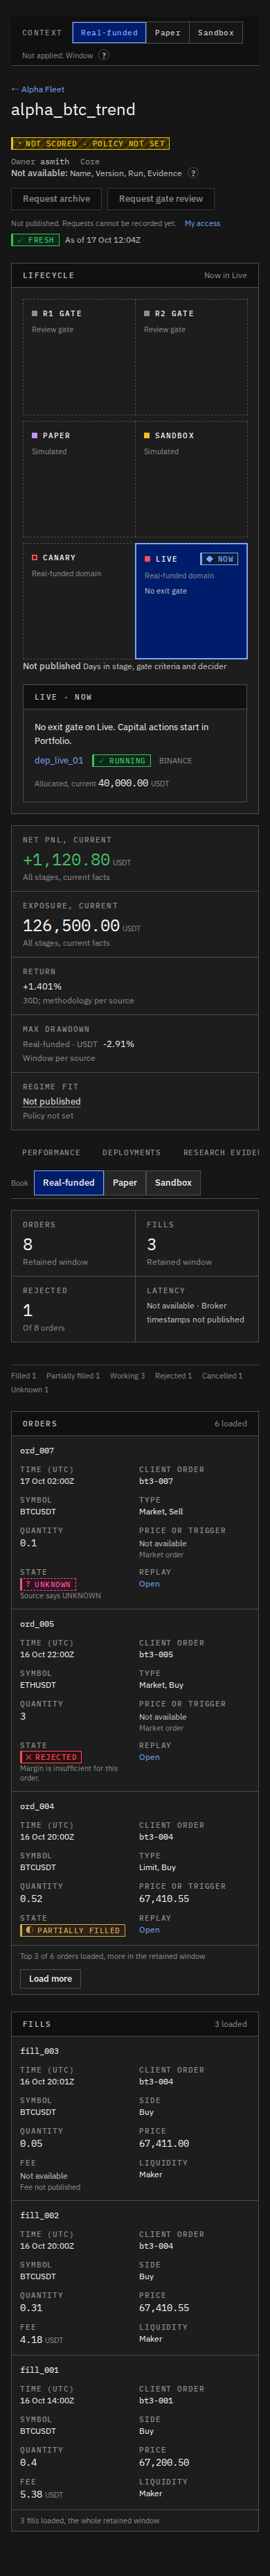 CONTEXT Real-funded Paper Sandbox
Not applied: Window ?
← Alpha Fleet
alpha_btc_trend
NOT SCORED · POLICY NOT SET
Owner asmith Core
Not available: Name, Version, Run, Evidence ?
Request archive Request gate review
Not published. Requests cannot be recorded yet. My access
✓ FRESH As of 17 Oct 12:04Z
LIFECYCLE Now in Live
R1 GATE
Review gate
R2 GATE
Review gate
PAPER
Simulated
SANDBOX
Simulated
CANARY
Real-funded domain
LIVE ◆ NOW
Real-funded domain
No exit gate
Not published Days in stage, gate criteria and decider
LIVE · NOW
No exit gate on Live. Capital actions start in
Portfolio.
dep_live_01 ✓ RUNNING BINANCE
Allocated, current 40,000.00 USDT
NET PNL, CURRENT
+1,120.80 USDT
All stages, current facts
EXPOSURE, CURRENT
126,500.00 USDT
All stages, current facts
RETURN
+1.401%
30D; methodology per source
MAX DRAWDOWN
Real-funded · USDT -2.91%
Window per source
REGIME FIT
Not published
Policy not set
PERFORMANCE DEPLOYMENTS RESEARCH EVIDEN
Book Real-funded Paper Sandbox
ORDERS
8
Retained window
FILLS
3
Retained window
REJECTED
1
Of 8 orders
LATENCY
Not available · Broker
timestamps not published
Filled 1 Partially filled 1 Working 3 Rejected 1 Cancelled 1
Unknown 1
ORDERS 6 loaded
ord_007
TIME (UTC) CLIENT ORDER
17 Oct 02:00Z bt3-007
SYMBOL TYPE
BTCUSDT Market, Sell
QUANTITY PRICE OR TRIGGER
0.1 Not available
Market order
STATE REPLAY
? UNKNOWN Open
Source says UNKNOWN
ord_005
TIME (UTC) CLIENT ORDER
16 Oct 22:00Z bt3-005
SYMBOL TYPE
ETHUSDT Market, Buy
QUANTITY PRICE OR TRIGGER
3 Not available
Market order
STATE REPLAY
✕ REJECTED Open
Margin is insufficient for this
order.
ord_004
TIME (UTC) CLIENT ORDER
16 Oct 20:00Z bt3-004
SYMBOL TYPE
BTCUSDT Limit, Buy
QUANTITY PRICE OR TRIGGER
0.52 67,410.55
STATE REPLAY
◐ PARTIALLY FILLED Open
Top 3 of 6 orders loaded, more in the retained window
Load more
FILLS 3 loaded
fill_003
TIME (UTC) CLIENT ORDER
16 Oct 20:01Z bt3-004
SYMBOL SIDE
BTCUSDT Buy
QUANTITY PRICE
0.05 67,411.00
FEE LIQUIDITY
Not available Maker
Fee not published
fill_002
TIME (UTC) CLIENT ORDER
16 Oct 20:00Z bt3-004
SYMBOL SIDE
BTCUSDT Buy
QUANTITY PRICE
0.31 67,410.55
FEE LIQUIDITY
4.18 USDT Maker
fill_001
TIME (UTC) CLIENT ORDER
16 Oct 14:00Z bt3-001
SYMBOL SIDE
BTCUSDT Buy
QUANTITY PRICE
0.4 67,200.50
FEE LIQUIDITY
5.38 USDT Maker
3 fills loaded, the whole retained window